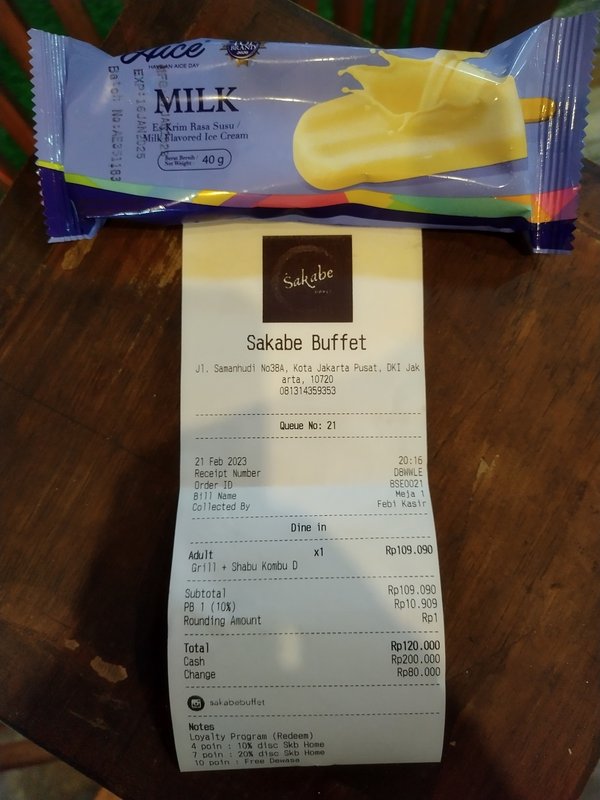 Aice
HAVE AN AICE DAY
BRAND
MILK
Es Krim Rasa Susu /
Milk Flavored Ice Cream
Berat Bersih /
Net Weight :
40 g
EXP:16JAN2025
Sakabe
Sakabe Buffet
Jl. Samanhudi No38A, Kota Jakarta Pusat, DKI Jak
arta, 10720
081314359353
Queue No: 21
21 Feb 2023 20:16
Receipt Number D8WWLE
Order ID BSE0021
Bill Name Meja 1
Collected By Febi Kasir
Dine in
Adult x1 Rp109.090
Grill + Shabu Kombu D
Subtotal Rp109.090
PB 1 (10%) Rp10.909
Rounding Amount Rp1
Total Rp120.000
Cash Rp200.000
Change Rp80.000
sakabebuffet
Notes
Loyalty Program (Redeem)
4 poin : 10% disc Skb Home
7 poin : 20% disc Skb Home
10 poin : Free Dewasa